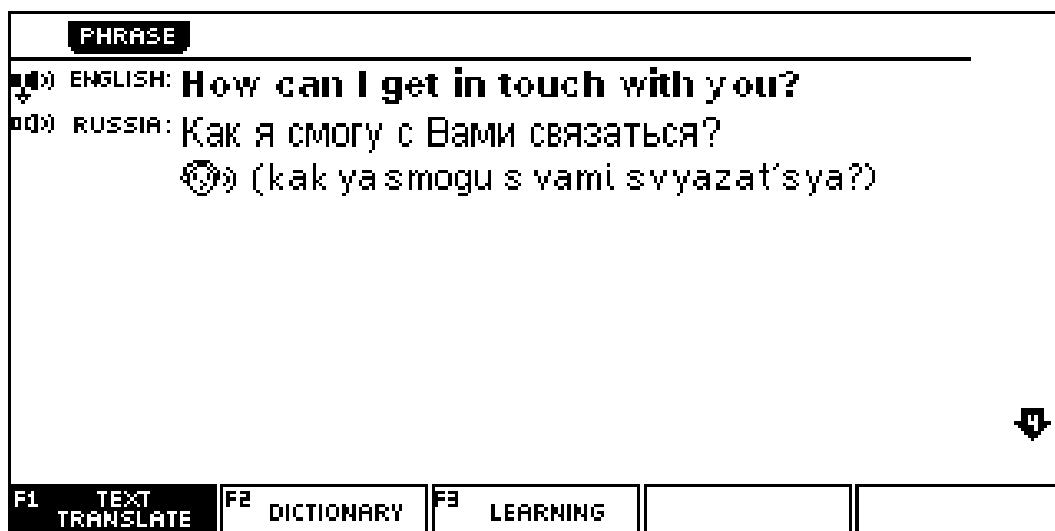 PHRASE
ENGLISH: How can I get in touch with you?
RUSSIA: Как я смогу с Вами связаться?
(kak ya smogu s vami svyazat'sya?)
4
F1 TEXT TRANSLATE F2 DICTIONARY F3 LEARNING